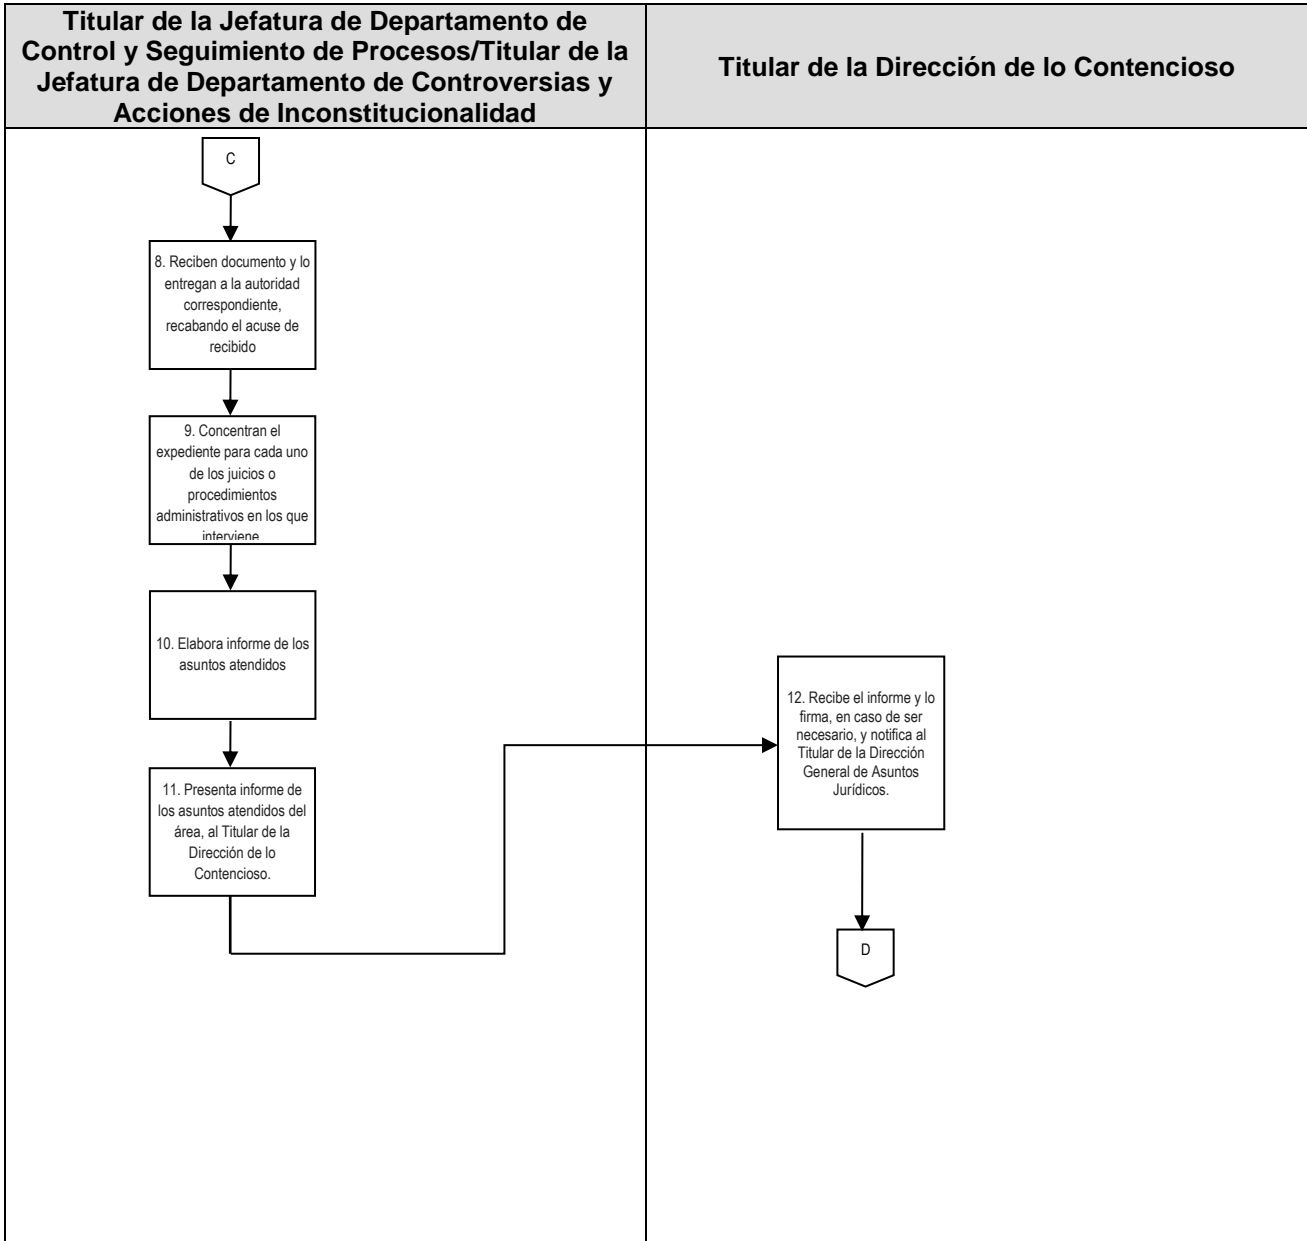 Titular de la Jefatura de Departamento de
Control y Seguimiento de Procesos/Titular de la
Jefatura de Departamento de Controversias y
Acciones de Inconstitucionalidad
Titular de la Dirección de lo Contencioso
C
8. Reciben documento y lo
entregan a la autoridad
correspondiente,
recabando el acuse de
recibido
9. Concentran el
expediente para cada uno
de los juicios o
procedimientos
administrativos en los que
interviene
10. Elabora informe de los
asuntos atendidos
11. Presenta informe de
los asuntos atendidos del
área, al Titular de la
Dirección de lo
Contencioso.
12. Recibe el informe y lo
firma, en caso de ser
necesario, y notifica al
Titular de la Dirección
General de Asuntos
Jurídicos.
D